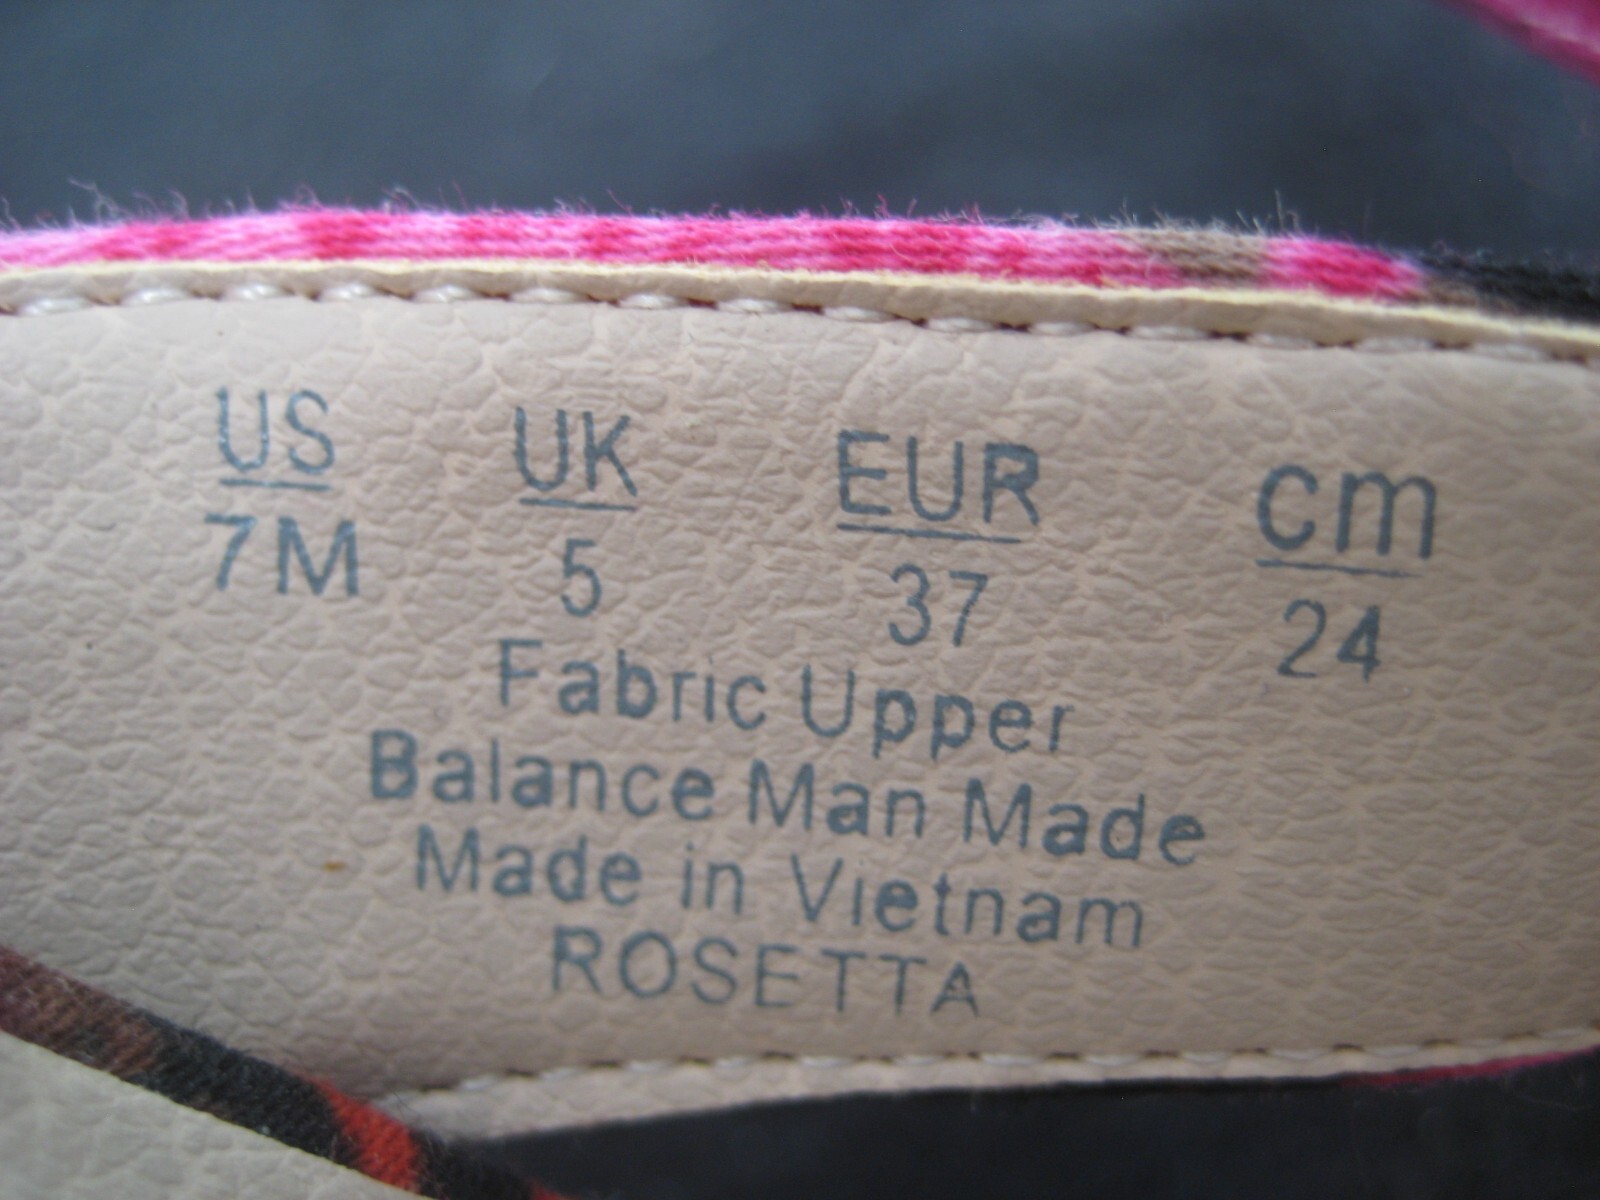 US UK EUR cm
7M 5 37 24
Fabric Upper
Balance Man Made
Made in Vietnam
ROSETTA